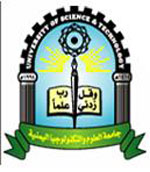 UNIVERSITY OF SCIENCE & TECHNOLOGY
وقل رب
زدني علماً
جامعة العلوم والتكنولوجيا اليمنية